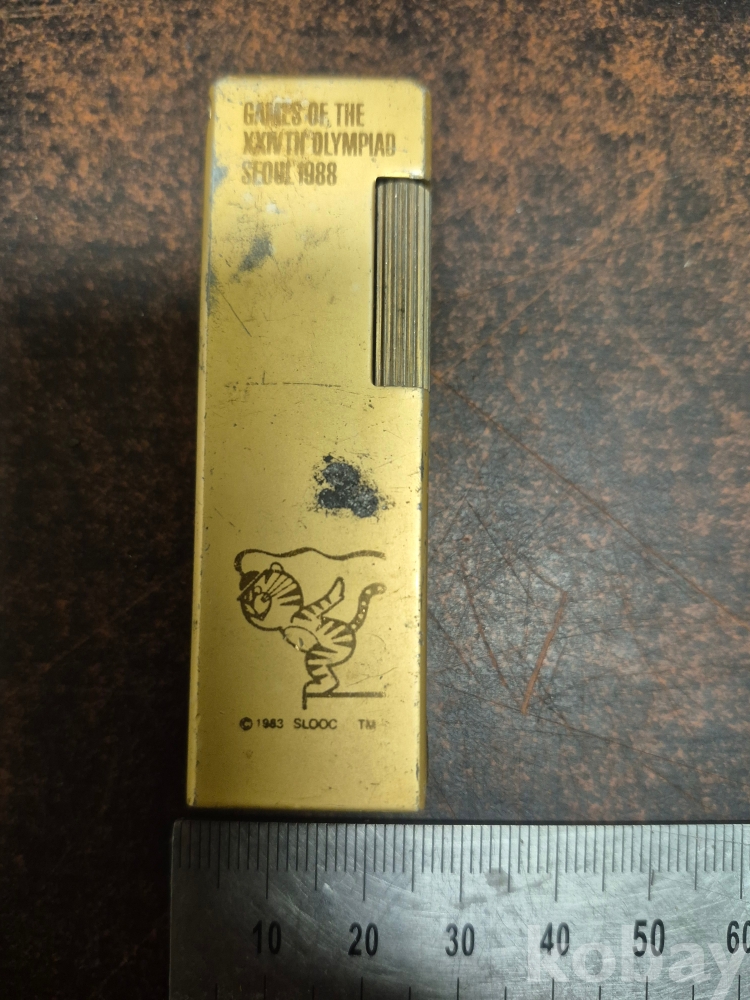 GAMES OF THE
XXIVTH OLYMPIAD
SEOUL 1988
© 1983 SLOOC TM
10 20 30 40 50 60
kobay